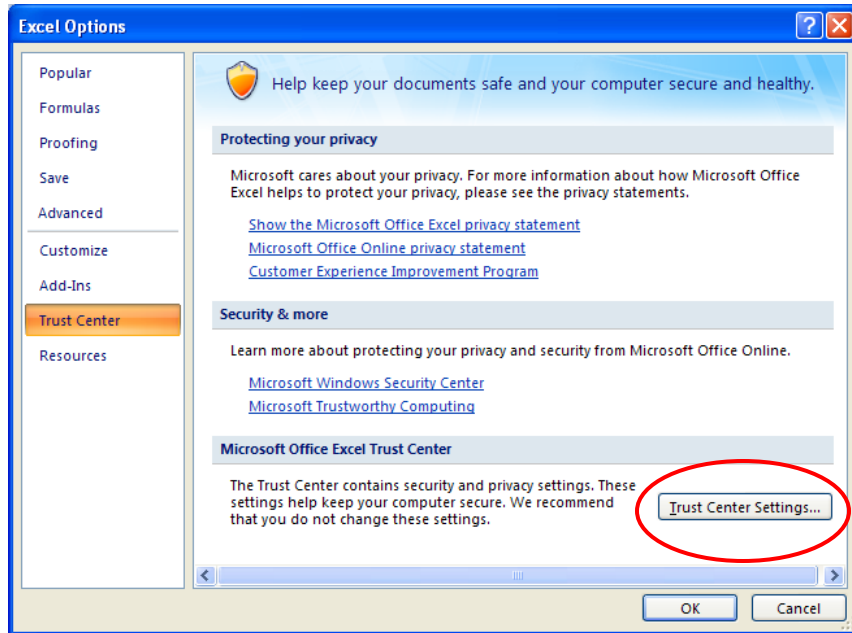 Excel Options
Popular
Formulas
Proofing
Save
Advanced
Customize
Add-Ins
Trust Center
Resources
Help keep your documents safe and your computer secure and healthy.
Protecting your privacy
Microsoft cares about your privacy. For more information about how Microsoft Office
Excel helps to protect your privacy, please see the privacy statements.
Show the Microsoft Office Excel privacy statement
Microsoft Office Online privacy statement
Customer Experience Improvement Program
Security & more
Learn more about protecting your privacy and security from Microsoft Office Online.
Microsoft Windows Security Center
Microsoft Trustworthy Computing
Microsoft Office Excel Trust Center
The Trust Center contains security and privacy settings. These
settings help keep your computer secure. We recommend
that you do not change these settings.
Trust Center Settings...
OK
Cancel